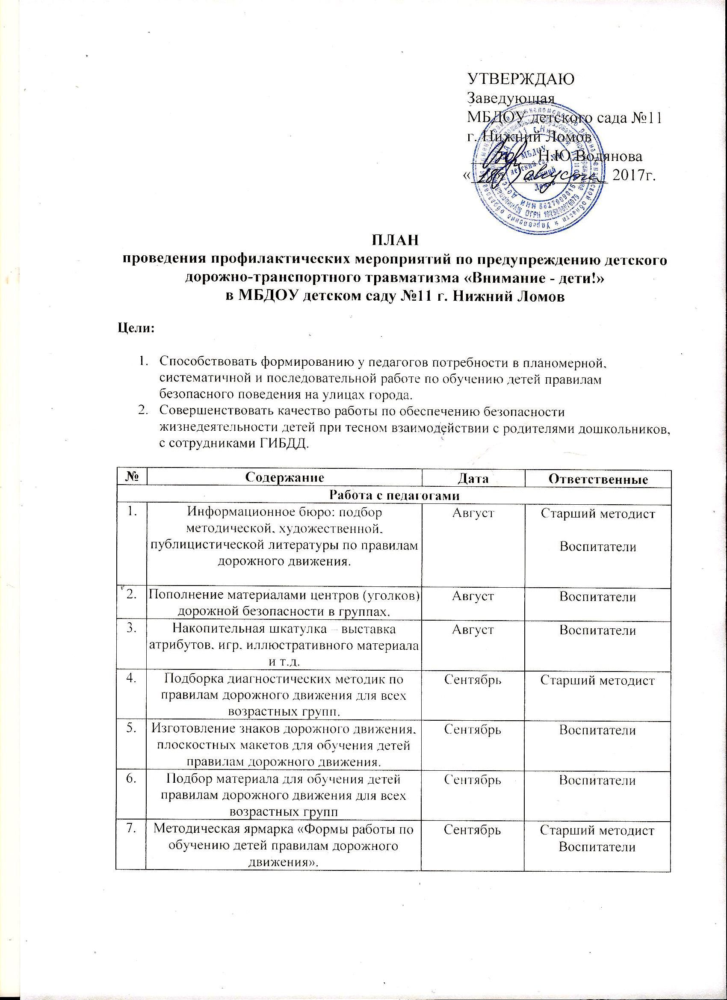 УТВЕРЖДАЮ
Заведующая
МБДОУ детского сада №11
г. Нижний Ломов
Н.Ю.Водянова
« 18 » августа 2017г.
МБДОУ
детский сад №11
г. Нижний
Ломов
ПЛАН
проведения профилактических мероприятий по предупреждению детского
дорожно-транспортного травматизма «Внимание - дети!»
в МБДОУ детском саду №11 г. Нижний Ломов
Цели:
1. Способствовать формированию у педагогов потребности в планомерной,
систематичной и последовательной работе по обучению детей правилам
безопасного поведения на улицах города.
2. Совершенствовать качество работы по обеспечению безопасности
жизнедеятельности детей при тесном взаимодействии с родителями дошкольников,
с сотрудниками ГИБДД.
№ Содержание Дата Ответственные
Работа с педагогами
1. Информационное бюро: подбор Август Старший методист
методической, художественной,
публицистической литературы по правилам Воспитатели
дорожного движения.
2. Пополнение материалами центров (уголков) Август Воспитатели
дорожной безопасности в группах.
3. Накопительная шкатулка – выставка Август Воспитатели
атрибутов, игр, иллюстративного материала
и т.д.
4. Подборка диагностических методик по Сентябрь Старший методист
правилам дорожного движения для всех
возрастных групп.
5. Изготовление знаков дорожного движения, Сентябрь Воспитатели
плоскостных макетов для обучения детей
правилам дорожного движения.
6. Подбор материала для обучения детей Сентябрь Воспитатели
правилам дорожного движения для всех
возрастных групп
7. Методическая ярмарка «Формы работы по Сентябрь Старший методист
обучению детей правилам дорожного Воспитатели
движения».